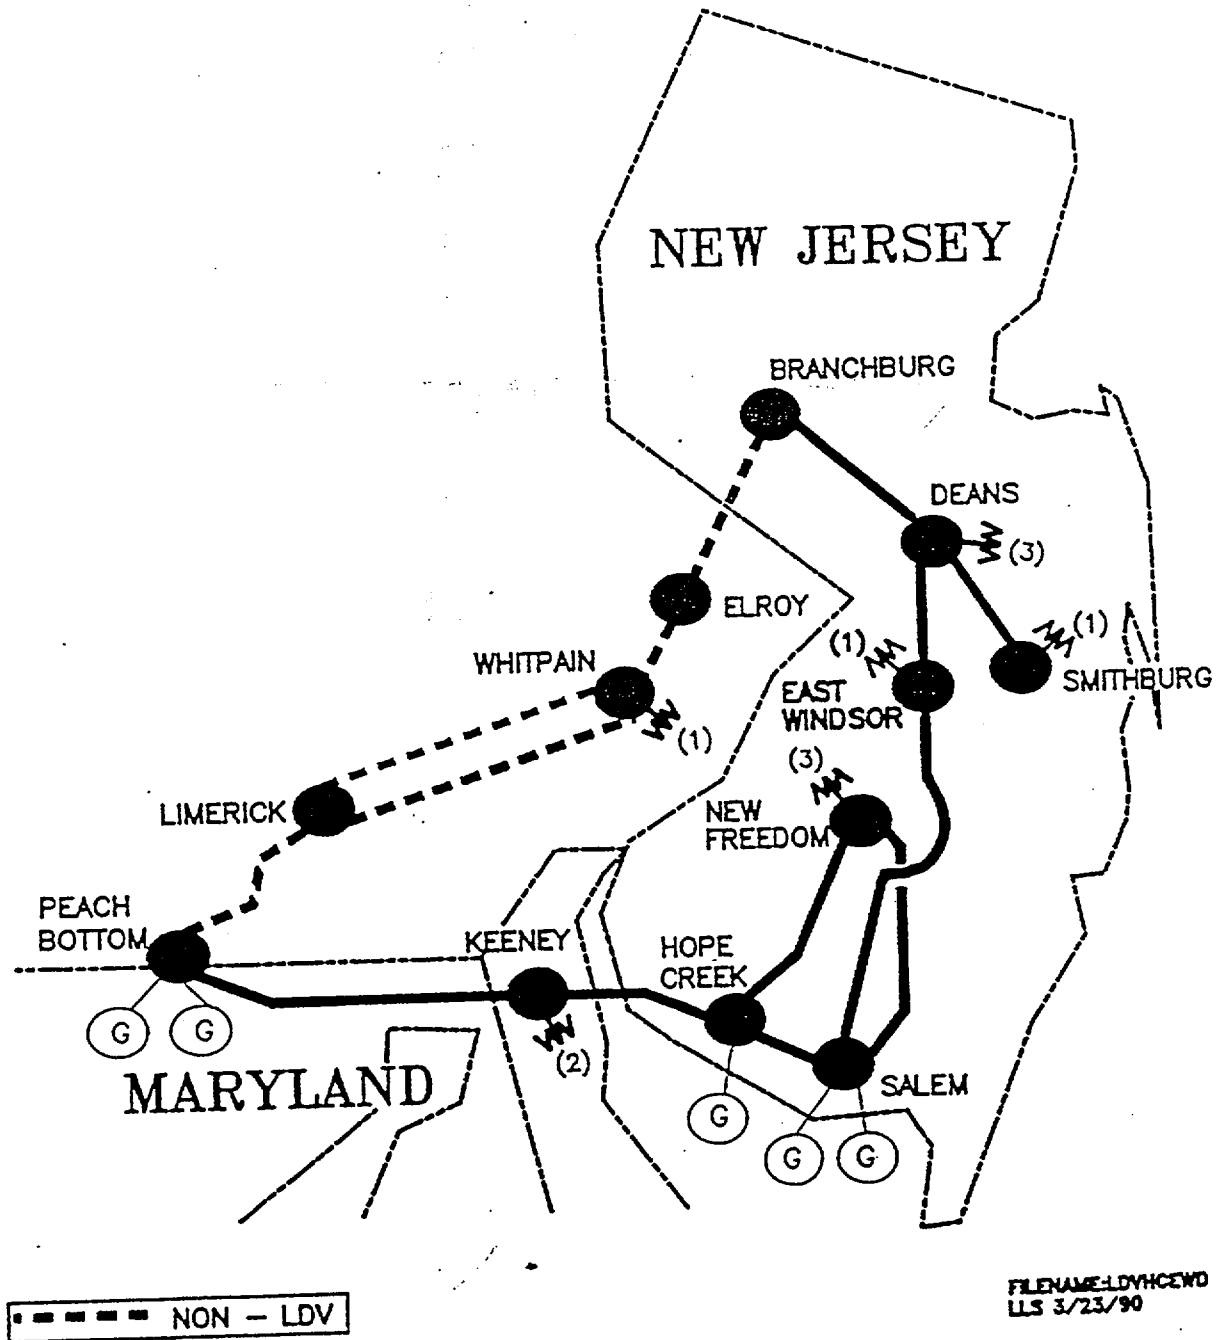 NEW JERSEY
BRANCHBURG
DEANS
(3)
ELROY
(1)
(1)
WHITPAIN
SMITHBURG
EAST
WINDSOR
(1)
(3)
LIMERICK
NEW
FREEDOM
PEACH
BOTTOM
KEENEY
HOPE
CREEK
G
G
(2)
MARYLAND
SALEM
G
G
G
NON - LDV
FILENAME:LDVHCEWD
LLS 3/23/90